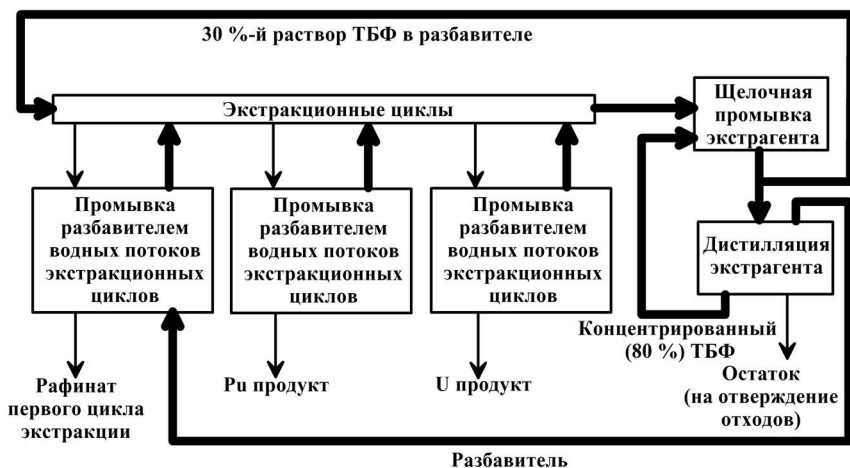 30 %-й раствор ТБФ в разбавителе
Экстракционные циклы
Щелочная
промывка
экстрагента
Промывка
разбавителем
водных потоков
экстракционных
циклов
Промывка
разбавителем
водных потоков
экстракционных
циклов
Промывка
разбавителем
водных потоков
экстракционных
циклов
Дистилляция
экстрагента
Концентрированный
(80 %) ТБФ
Рафинат
первого цикла
экстракции
Pu продукт
U продукт
Остаток
(на отверждение
отходов)
Разбавитель